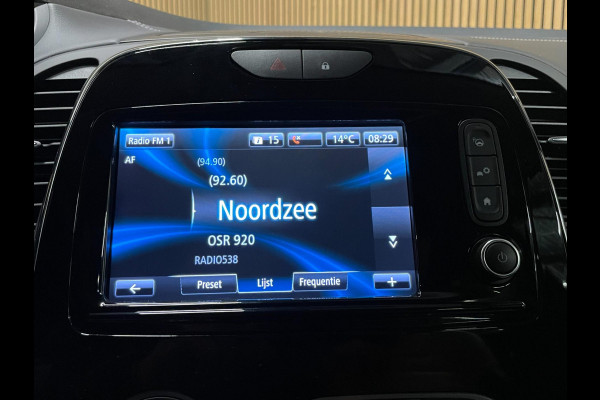 Radio FM 1 15 14°C 08:29
AF
(94.90)
(92.60)
Noordzee
OSR 920
RADIO538
Preset Lijst Frequentie